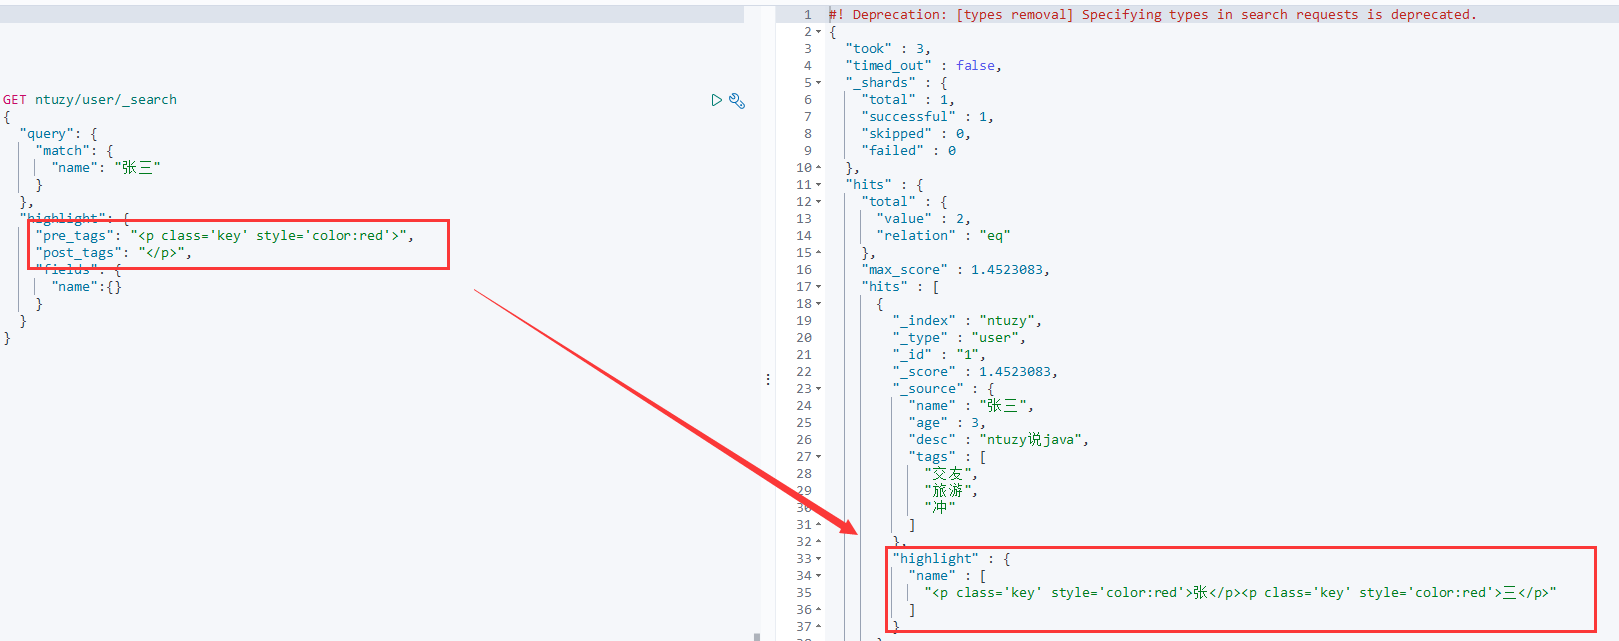 GET ntuzy/user/_search
{
  "query": {
    "match": {
      "name": "张三"
    }
  },
  "highlight": {
    "pre_tags": "<p class='key' style='color:red'>",
    "post_tags": "</p>",
    "fields": {
      "name":{}
    }
  }
}
1 #! Deprecation: [types removal] Specifying types in search requests is deprecated.
2 {
3   "took" : 3,
4   "timed_out" : false,
5   "_shards" : {
6     "total" : 1,
7     "successful" : 1,
8     "skipped" : 0,
9     "failed" : 0
10   },
11   "hits" : {
12     "total" : {
13       "value" : 2,
14       "relation" : "eq"
15     },
16     "max_score" : 1.4523083,
17     "hits" : [
18       {
19         "_index" : "ntuzy",
20         "_type" : "user",
21         "_id" : "1",
22         "_score" : 1.4523083,
23         "_source" : {
24           "name" : "张三",
25           "age" : 3,
26           "desc" : "ntuzy说java",
27           "tags" : [
28             "交友",
29             "旅游",
30             "冲"
31           ]
32         },
33         "highlight" : {
34           "name" : [
35             "<p class='key' style='color:red'>张</p><p class='key' style='color:red'>三</p>"
36           ]
37         }